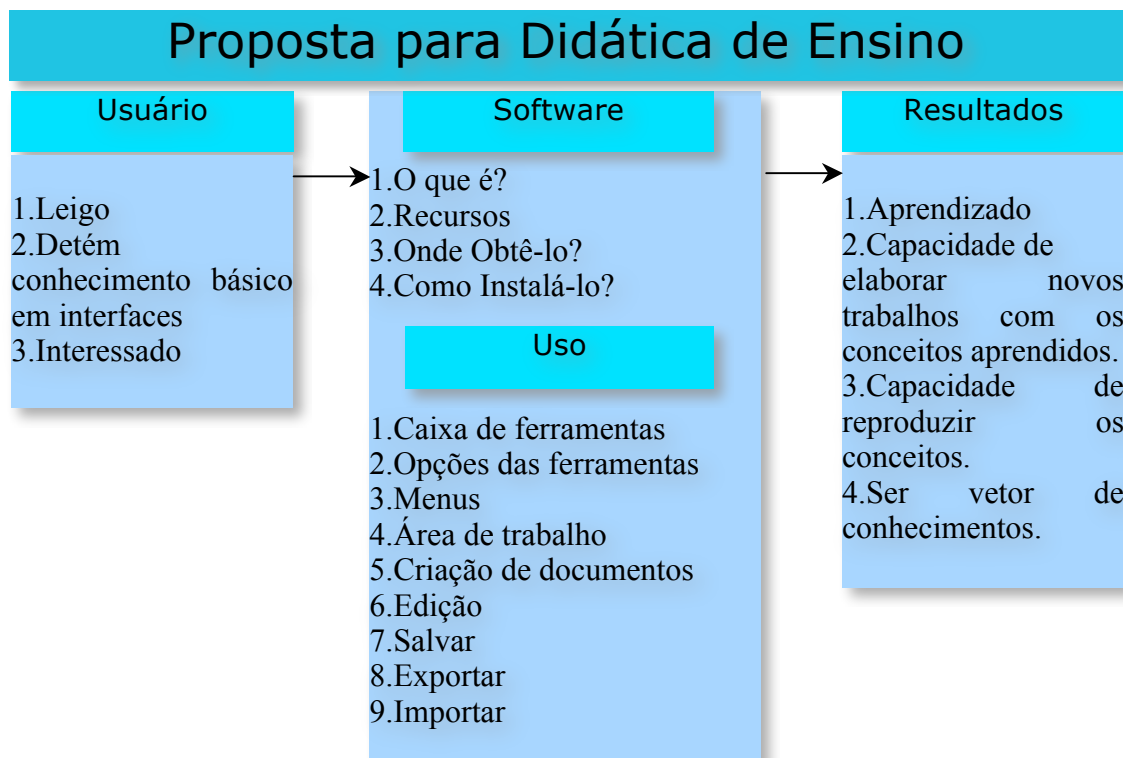 Proposta para Didática de Ensino
Usuário
1.Leigo
2.Detém
conhecimento básico
em interfaces
3.Interessado
Software
1.O que é?
2.Recursos
3.Onde Obtê-lo?
4.Como Instalá-lo?
Uso
1.Caixa de ferramentas
2.Opções das ferramentas
3.Menus
4.Área de trabalho
5.Criação de documentos
6.Edição
7.Salvar
8.Exportar
9.Importar
Resultados
1.Aprendizado
2.Capacidade de
elaborar novos
trabalhos com os
conceitos aprendidos.
3.Capacidade de
reproduzir os
conceitos.
4.Ser vetor de
conhecimentos.